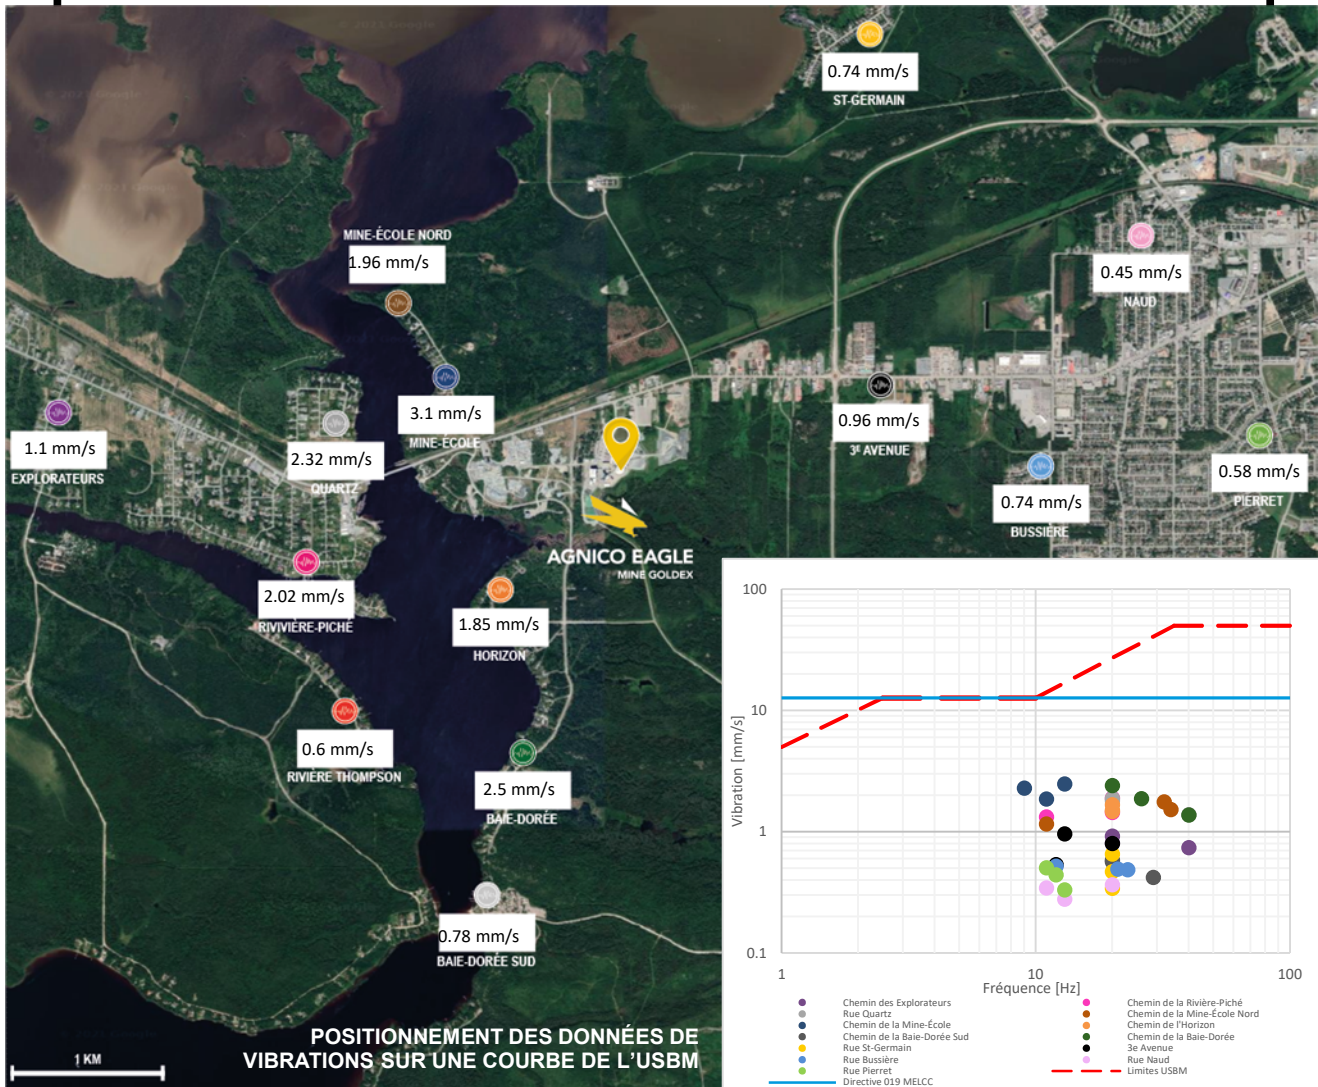 0.74 mm/s
ST-GERMAIN
MINE-ÉCOLE NORD
1.96 mm/s
0.45 mm/s
NAUD
3.1 mm/s
MINE-ÉCOLE
0.96 mm/s
3ᴱ AVENUE
1.1 mm/s
EXPLORATEURS
2.32 mm/s
QUARTZ
0.58 mm/s
PIERRET
0.74 mm/s
BUSSIÈRE
AGNICO EAGLE
MINE GOLDEX
2.02 mm/s
RIVIVIÈRE-PICHÉ
1.85 mm/s
HORIZON
0.6 mm/s
RIVIÈRE THOMPSON
2.5 mm/s
BAIE-DORÉE
0.78 mm/s
BAIE-DORÉE SUD
POSITIONNEMENT DES DONNÉES DE
VIBRATIONS SUR UNE COURBE DE L'USBM
1 KM
100
10
1
0.1
Vibration [mm/s]
1
10
100
Fréquence [Hz]
Chemin des Explorateurs
Chemin de la Rivière-Piché
Rue Quartz
Chemin de la Mine-École Nord
Chemin de la Mine-École
Chemin de l'Horizon
Chemin de la Baie-Dorée Sud
Chemin de la Baie-Dorée
Rue St-Germain
3e Avenue
Rue Bussière
Rue Naud
Rue Pierret
Limites USBM
Directive 019 MELCC